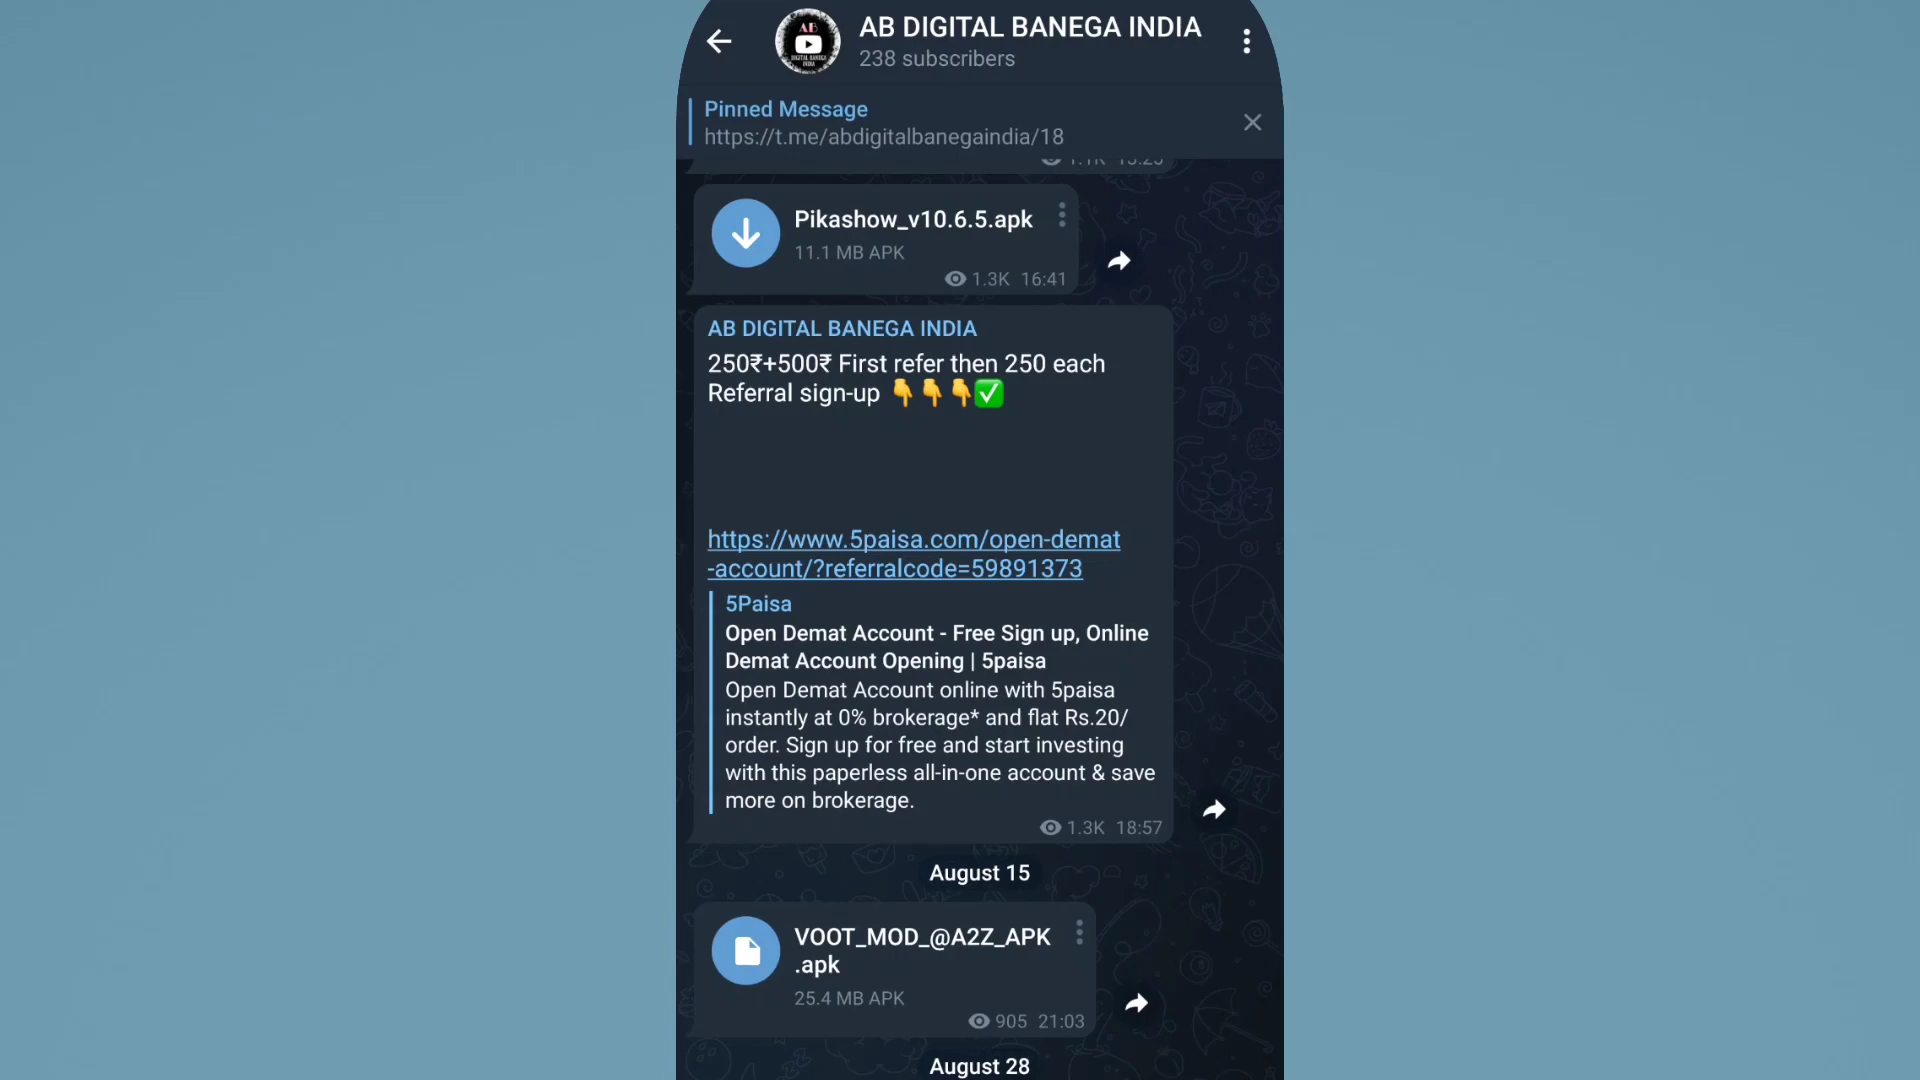 AB DIGITAL BANEGA INDIA
238 subscribers
Pinned Message
https://t.me/abdigitalbanegaindia/18
Pikashow_v10.6.5.apk
11.1 MB APK
1.3K 16:41
AB DIGITAL BANEGA INDIA
250₹+500₹ First refer then 250 each
Referral sign-up 👇👇👇✅
https://www.5paisa.com/open-demat
-account/?referralcode=59891373
5Paisa
Open Demat Account - Free Sign up, Online
Demat Account Opening | 5paisa
Open Demat Account online with 5paisa
instantly at 0% brokerage* and flat Rs.20/
order. Sign up for free and start investing
with this paperless all-in-one account & save
more on brokerage.
1.3K 18:57
August 15
VOOT_MOD_@A2Z_APK
.apk
25.4 MB APK
905 21:03
August 28